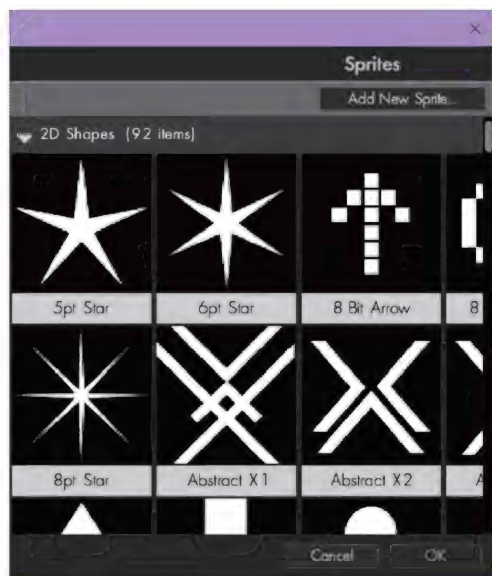 Sprites
Add New Sprite...
2D Shapes (92 items)
5pt Star
6pt Star
8 Bit Arrow
8
8pt Star
Abstract X1
Abstract X2
Cancel
OK